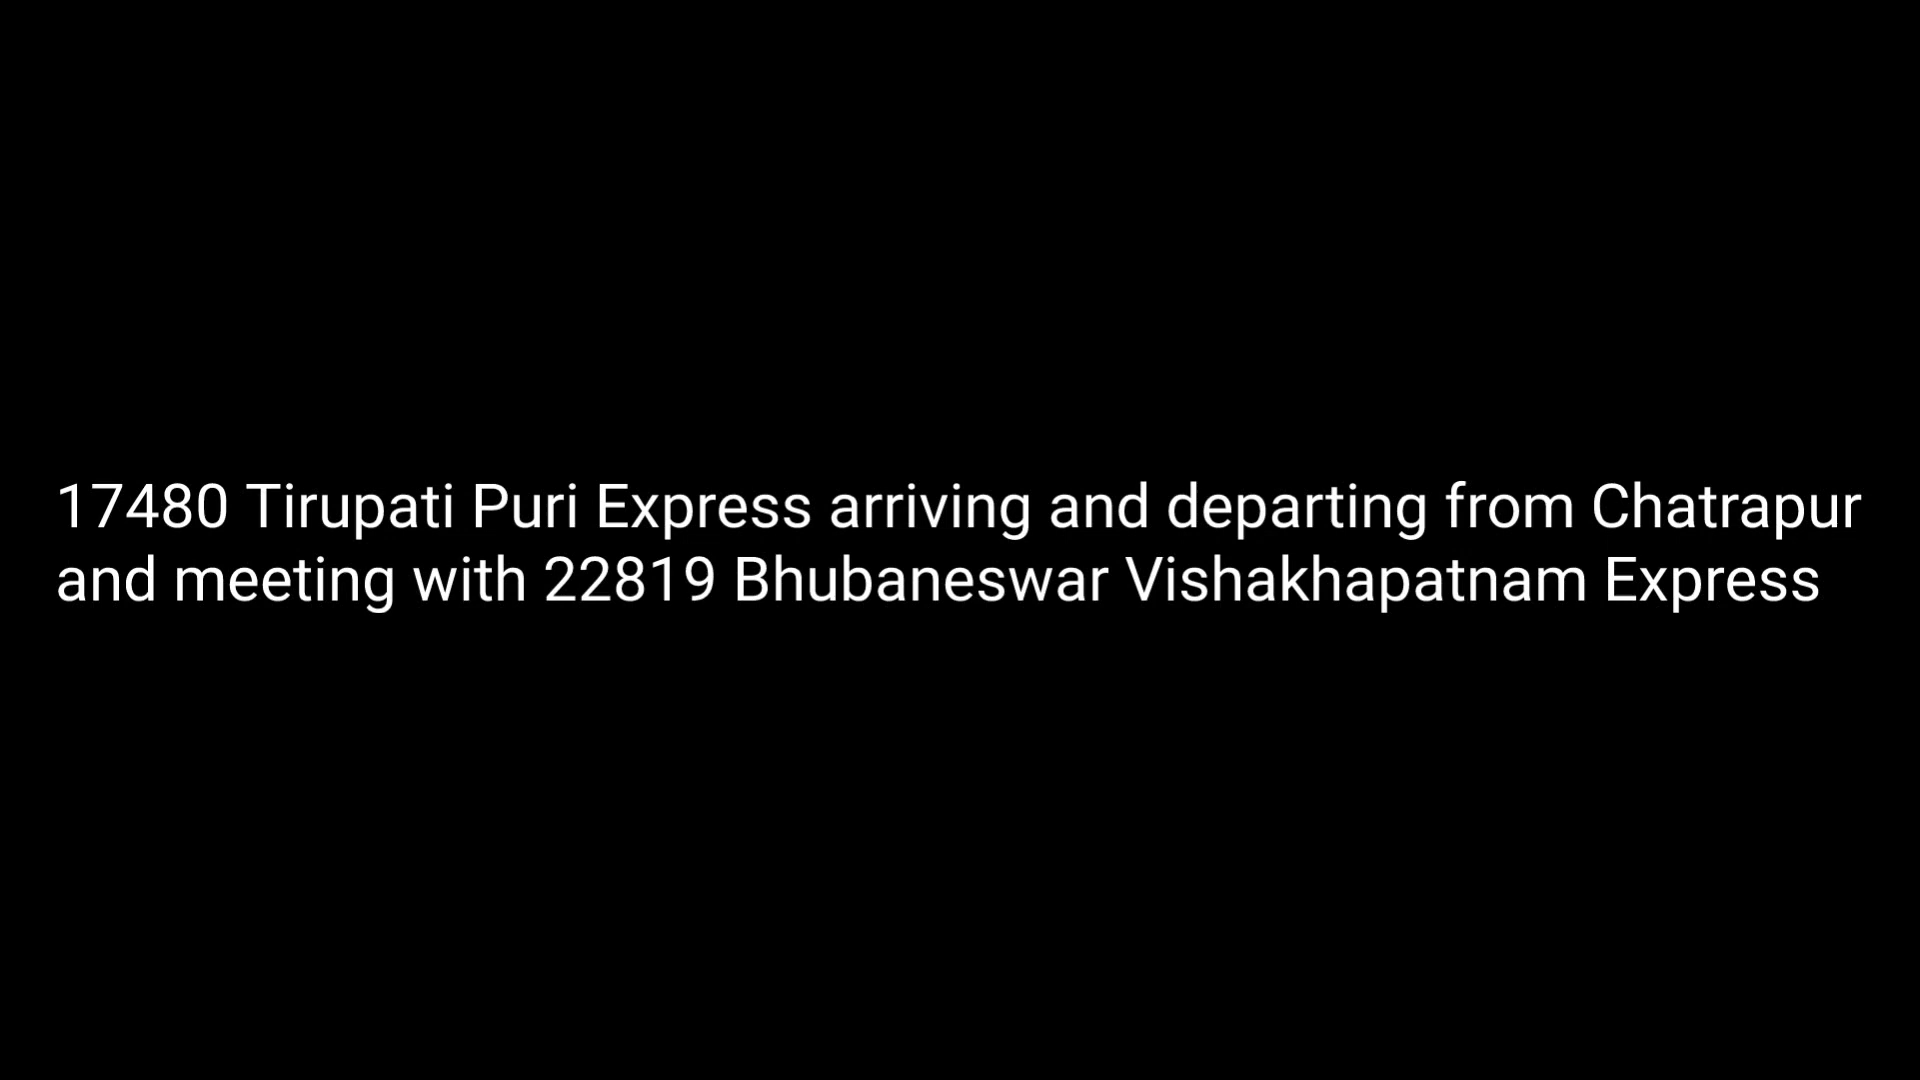 17480 Tirupati Puri Express arriving and departing from Chatrapur
and meeting with 22819 Bhubaneswar Vishakhapatnam Express